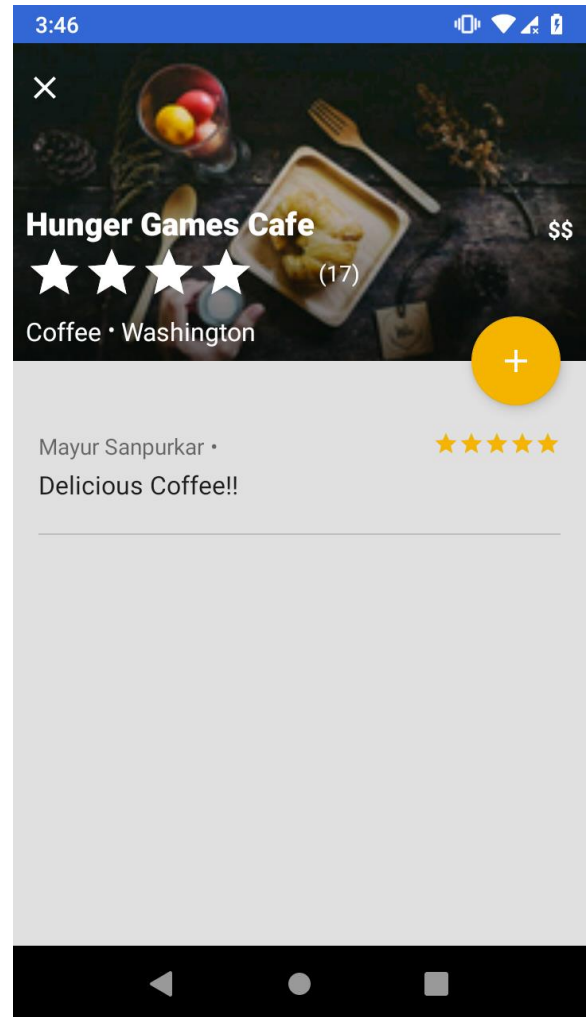 3:46
Hunger Games Cafe
$$
(17)
Coffee • Washington
+
Mayur Sanpurkar •
Delicious Coffee!!